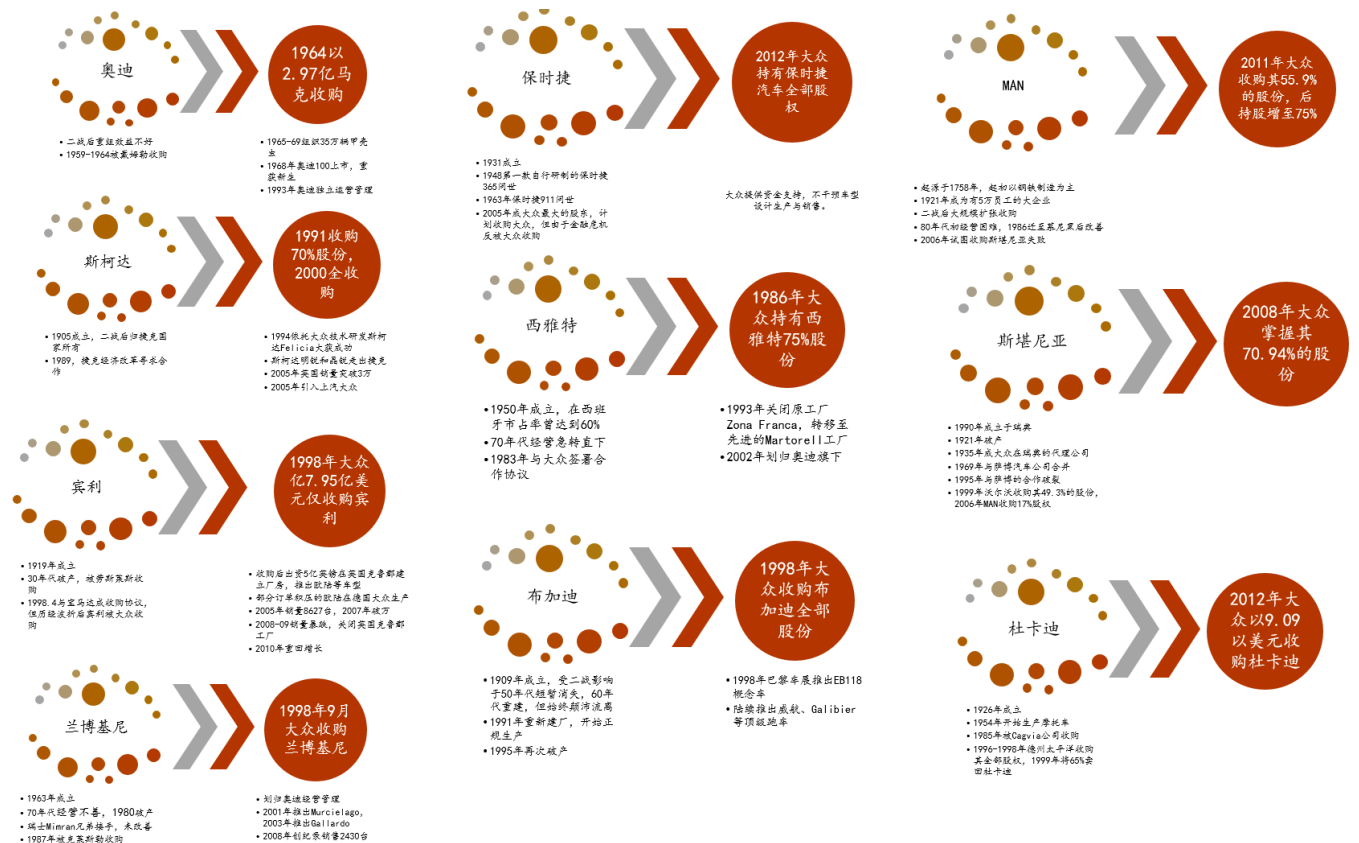 奥迪
1964以
2.97亿马
克收购
• 二战后重组效益不好
• 1959-1964被戴姆勒收购
• 1965-69组织35万辆甲壳
虫
• 1968年奥迪100上市，重
获新生
• 1993年奥迪独立运营管理
斯柯达
1991收购
70%股份，
2000全收
购
• 1905成立，二战后归捷克国
家所有
• 1989，捷克经济改革寻求合
作
• 1994依托大众技术研发斯柯
达Felicia大获成功
• 斯柯达明锐和晶锐走出捷克
• 2005年英国销量突破3万
• 2005年引入上汽大众
宾利
1998年大众
亿7.95亿美
元仅收购宾
利
• 1919年成立
• 30年代破产，被劳斯莱斯收
购
• 1998.4与宝马达成收购协议，
但历经波折后宾利被大众收
购
• 收购后出资5亿英镑在英国克鲁郡建
立厂房，推出欧陆等车型
• 部分订单积压的欧陆在德国大众生产
• 2005年销量8627台，2007年破万
• 2008-09销量暴跌，关闭英国克鲁郡
工厂
• 2010年重回增长
兰博基尼
1998年9月
大众收购
兰博基尼
• 1963年成立
• 70年代经营不善，1980破产
• 瑞士Mimran兄弟接手，未改善
• 1987年被克莱斯勒收购
• 划归奥迪经营管理
• 2001年推出Murcielago，
2003年推出Gallardo
• 2008年创纪录销售2430台
保时捷
2012年大众
持有保时捷
汽车全部股
权
• 1931成立
• 1948第一款自行研制的保时捷
365问世
• 1963年保时捷911问世
• 2005年成大众最大的股东，计
划收购大众，但由于金融危机
反被大众收购
大众提供资金支持，不干预车型
设计生产与销售。
西雅特
1986年大
众持有西
雅特75%股
份
• 1950年成立，在西班
牙市占率曾达到60%
• 70年代经营急转直下
• 1983年与大众签署合
作协议
• 1993年关闭原工厂
Zona Franca，转移至
先进的Martorell工厂
• 2002年划归奥迪旗下
布加迪
1998年大
众收购布
加迪全部
股份
• 1909年成立，受二战影响
于50年代短暂消失，60年
代重建，但始终颠沛流离
• 1991年重新建厂，开始正
规生产
• 1995年再次破产
• 1998年巴黎车展推出EB118
概念车
• 陆续推出威航、Galibier
等顶级跑车
MAN
2011年大众
收购其55.9%
的股份，后
持股增至75%
• 起源于1758年，起初以钢铁制造为主
• 1921年成为有5万员工的大企业
• 二战后大规模扩张收购
• 80年代初经营困难，1986迁至慕尼黑后改善
• 2006年试图收购斯堪尼亚失败
斯堪尼亚
2008年大众
掌握其
70.94%的股
份
• 1990年成立于瑞典
• 1921年破产
• 1935年成大众在瑞典的代理公司
• 1969年与萨博汽车公司合并
• 1995年与萨博的合作破裂
• 1999年沃尔沃收购其49.3%的股份，
2006年MAN收购17%股权
杜卡迪
2012年大
众以9.09
以美元收
购杜卡迪
• 1926年成立
• 1954年开始生产摩托车
• 1985年被Cagvia公司收购
• 1996-1998年德州太平洋收购
其全部股权，1999年将65%卖
回杜卡迪